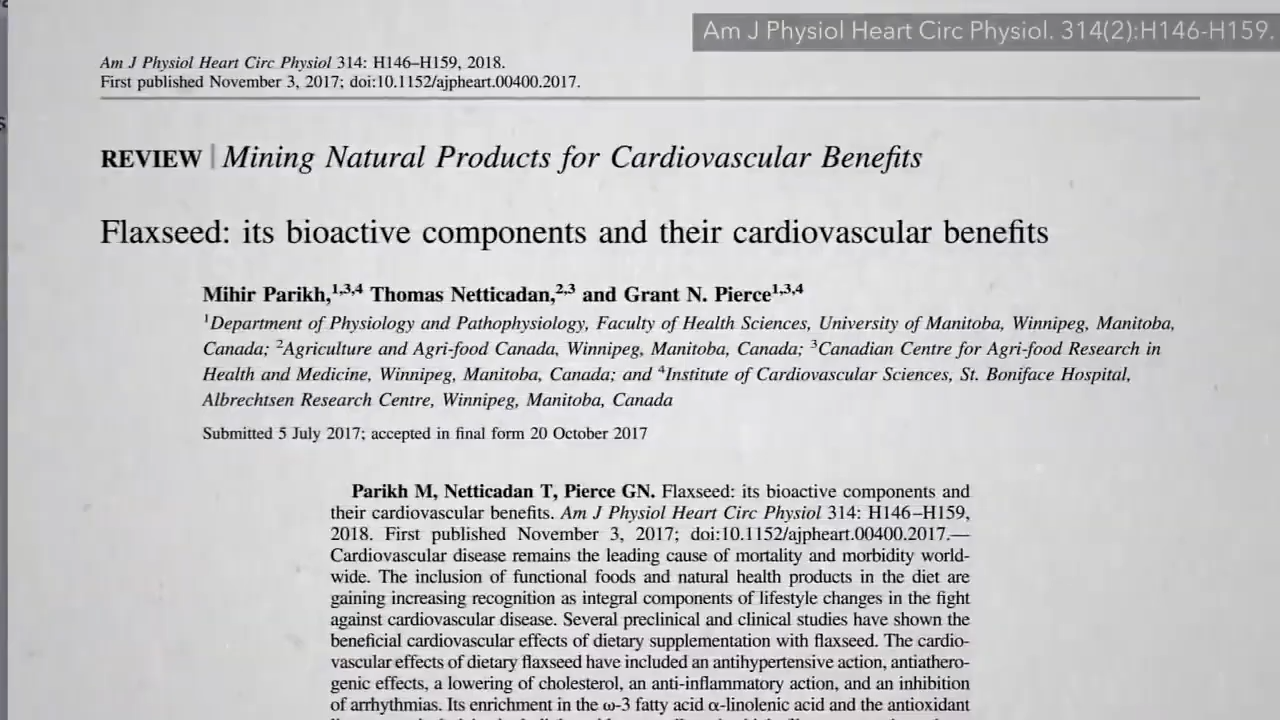 Am J Physiol Heart Circ Physiol. 314(2):H146-H159.
Am J Physiol Heart Circ Physiol 314: H146–H159, 2018.
First published November 3, 2017; doi:10.1152/ajpheart.00400.2017.
REVIEW | Mining Natural Products for Cardiovascular Benefits
Flaxseed: its bioactive components and their cardiovascular benefits
Mihir Parikh,1,3,4 Thomas Netticadan,2,3 and Grant N. Pierce1,3,4
1Department of Physiology and Pathophysiology, Faculty of Health Sciences, University of Manitoba, Winnipeg, Manitoba,
Canada; 2Agriculture and Agri-food Canada, Winnipeg, Manitoba, Canada; 3Canadian Centre for Agri-food Research in
Health and Medicine, Winnipeg, Manitoba, Canada; and 4Institute of Cardiovascular Sciences, St. Boniface Hospital,
Albrechtsen Research Centre, Winnipeg, Manitoba, Canada
Submitted 5 July 2017; accepted in final form 20 October 2017
Parikh M, Netticadan T, Pierce GN. Flaxseed: its bioactive components and
their cardiovascular benefits. Am J Physiol Heart Circ Physiol 314: H146–H159,
2018. First published November 3, 2017; doi:10.1152/ajpheart.00400.2017.—
Cardiovascular disease remains the leading cause of mortality and morbidity world-
wide. The inclusion of functional foods and natural health products in the diet are
gaining increasing recognition as integral components of lifestyle changes in the fight
against cardiovascular disease. Several preclinical and clinical studies have shown the
beneficial cardiovascular effects of dietary supplementation with flaxseed. The cardio-
vascular effects of dietary flaxseed have included an antihypertensive action, antiathero-
genic effects, a lowering of cholesterol, an anti-inflammatory action, and an inhibition
of arrhythmias. Its enrichment in the ω-3 fatty acid α-linolenic acid and the antioxidant